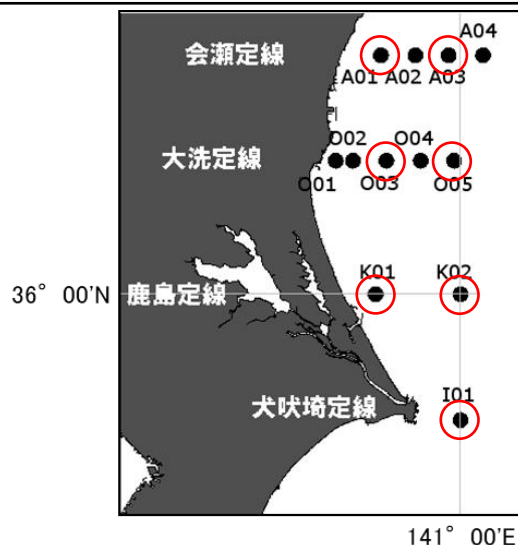 会瀬定線
A04
A01 A02 A03
大洗定線
O02 O04
O01 O03 O05
K01 K02
36° 00'N 鹿島定線
I01
犬吠埼定線
141° 00'E